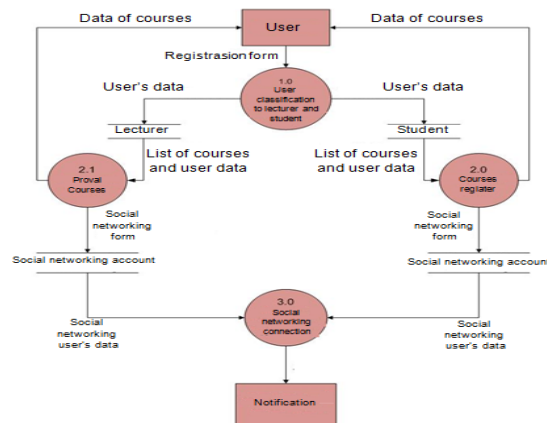 Data of courses
User
Data of courses
Registrasion form
1.0
User
classification
to lecturer and
student
User's data
User's data
Lecturer
Student
List of courses
and user data
List of courses
and user data
2.1
Proval
Courses
2.0
Courses
reglater
Social
networking
form
Social
networking
form
Social networking account
Social networking account
3.0
Social
networking
connection
Social
networking
user's data
Social
networking
user's data
Notification